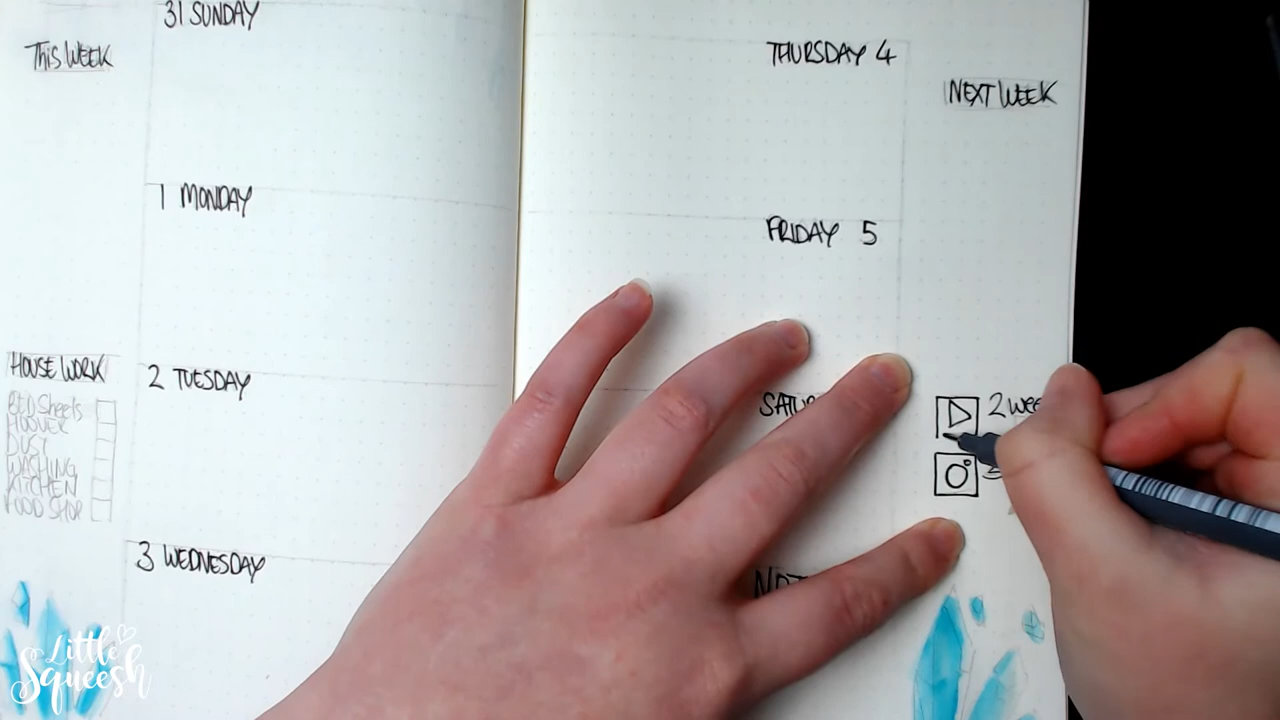 31 SUNDAY
This WEEK
1 MONDAY
2 TUESDAY
HOUSE WORK
BED Sheets
HOOVER
DUST
WASHING
KITCHEN
FOOD SHOP
3 WEDNESDAY
THURSDAY 4
NEXT WEEK
FRIDAY 5
2
Little
Squeesh